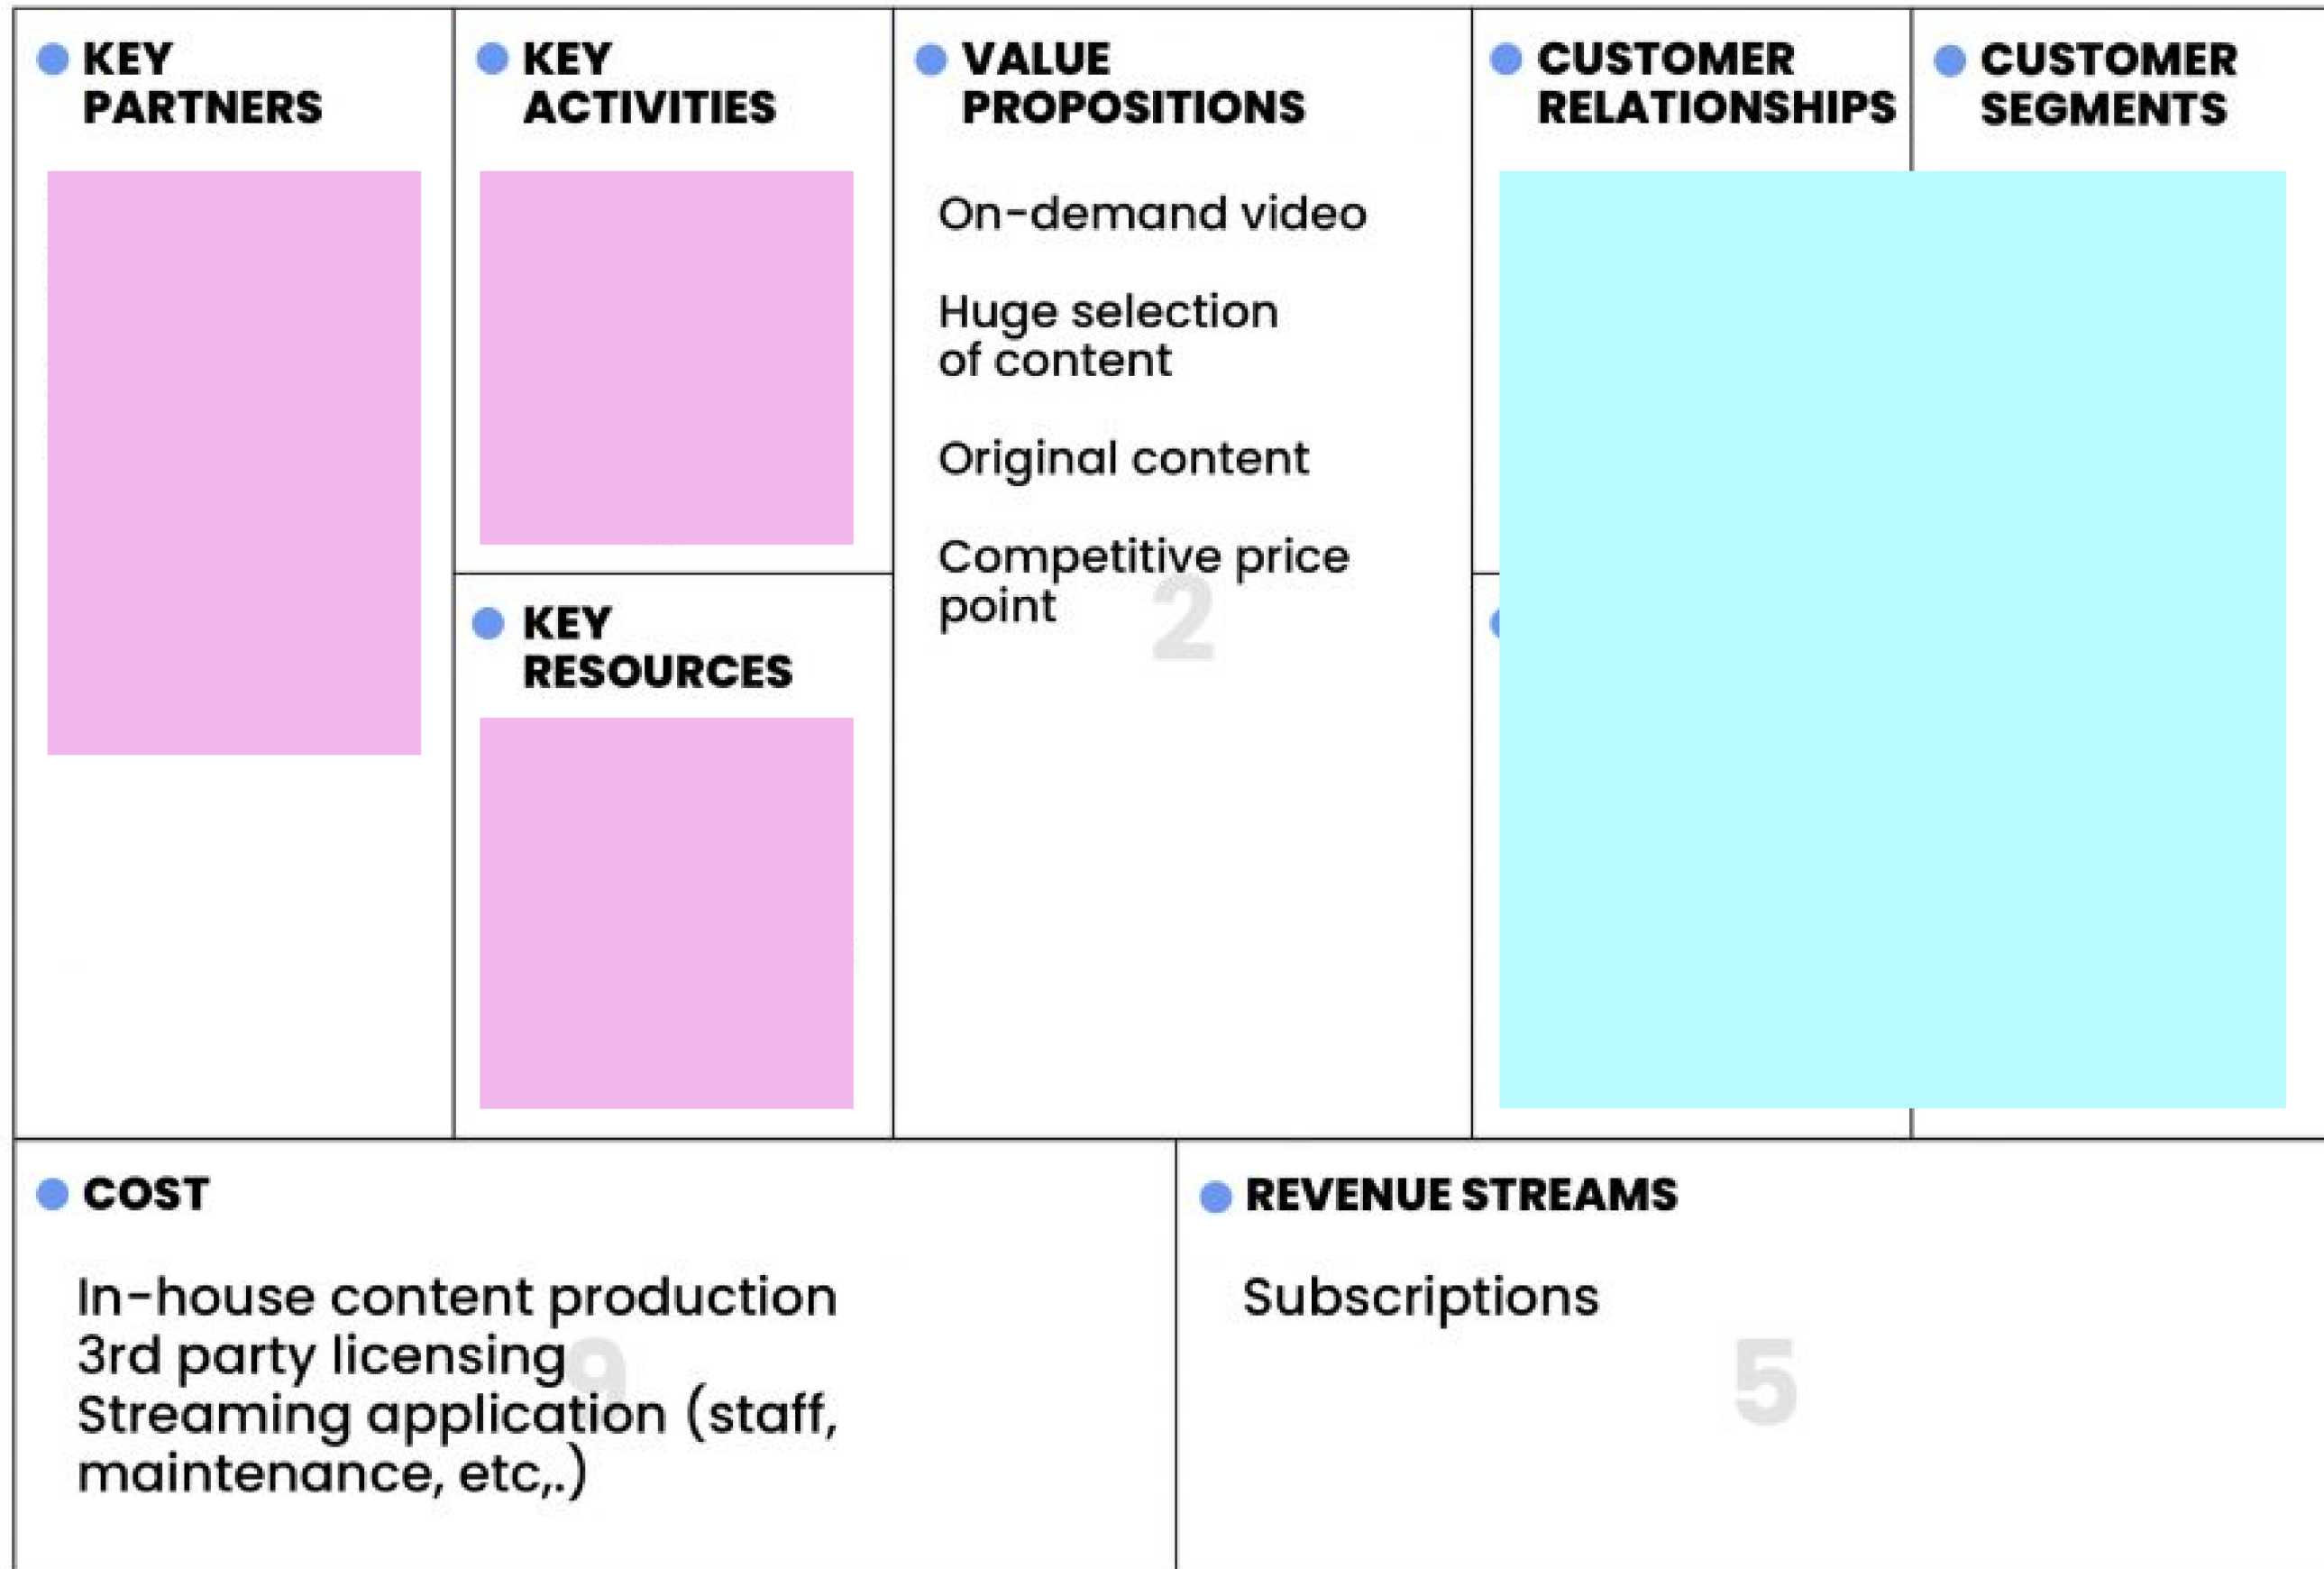 KEY
PARTNERS
KEY
ACTIVITIES
KEY
RESOURCES
VALUE
PROPOSITIONS
On-demand video
Huge selection
of content
Original content
Competitive price
point
2
CUSTOMER
RELATIONSHIPS
CUSTOMER
SEGMENTS
COST
In-house content production
3rd party licensing
9
Streaming application (staff,
maintenance, etc,.)
REVENUE STREAMS
Subscriptions
5